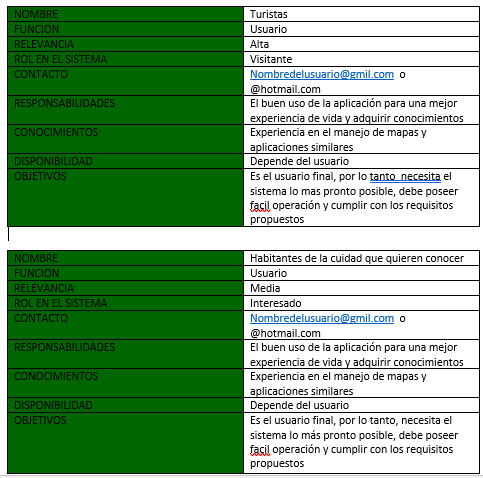 NOMBRE Turistas
FUNCION Usuario
RELEVANCIA Alta
ROL EN EL SISTEMA Visitante
CONTACTO Nombredelusuario@gmil.com o
@hotmail.com
RESPONSABILIDADES El buen uso de la aplicación para una mejor
experiencia de vida y adquirir conocimientos
CONOCIMIENTOS Experiencia en el manejo de mapas y
aplicaciones similares
DISPONIBILIDAD Depende del usuario
OBJETIVOS Es el usuario final, por lo tanto necesita el
sistema lo mas pronto posible, debe poseer
facil operación y cumplir con los requisitos
propuestos
NOMBRE Habitantes de la cuidad que quieren conocer
FUNCION Usuario
RELEVANCIA Media
ROL EN EL SISTEMA Interesado
CONTACTO Nombredelusuario@gmil.com o
@hotmail.com
RESPONSABILIDADES El buen uso de la aplicación para una mejor
experiencia de vida y adquirir conocimientos
CONOCIMIENTOS Experiencia en el manejo de mapas y
aplicaciones similares
DISPONIBILIDAD Depende del usuario
OBJETIVOS Es el usuario final, por lo tanto, necesita el
sistema lo más pronto posible, debe poseer
facil operación y cumplir con los requisitos
propuestos